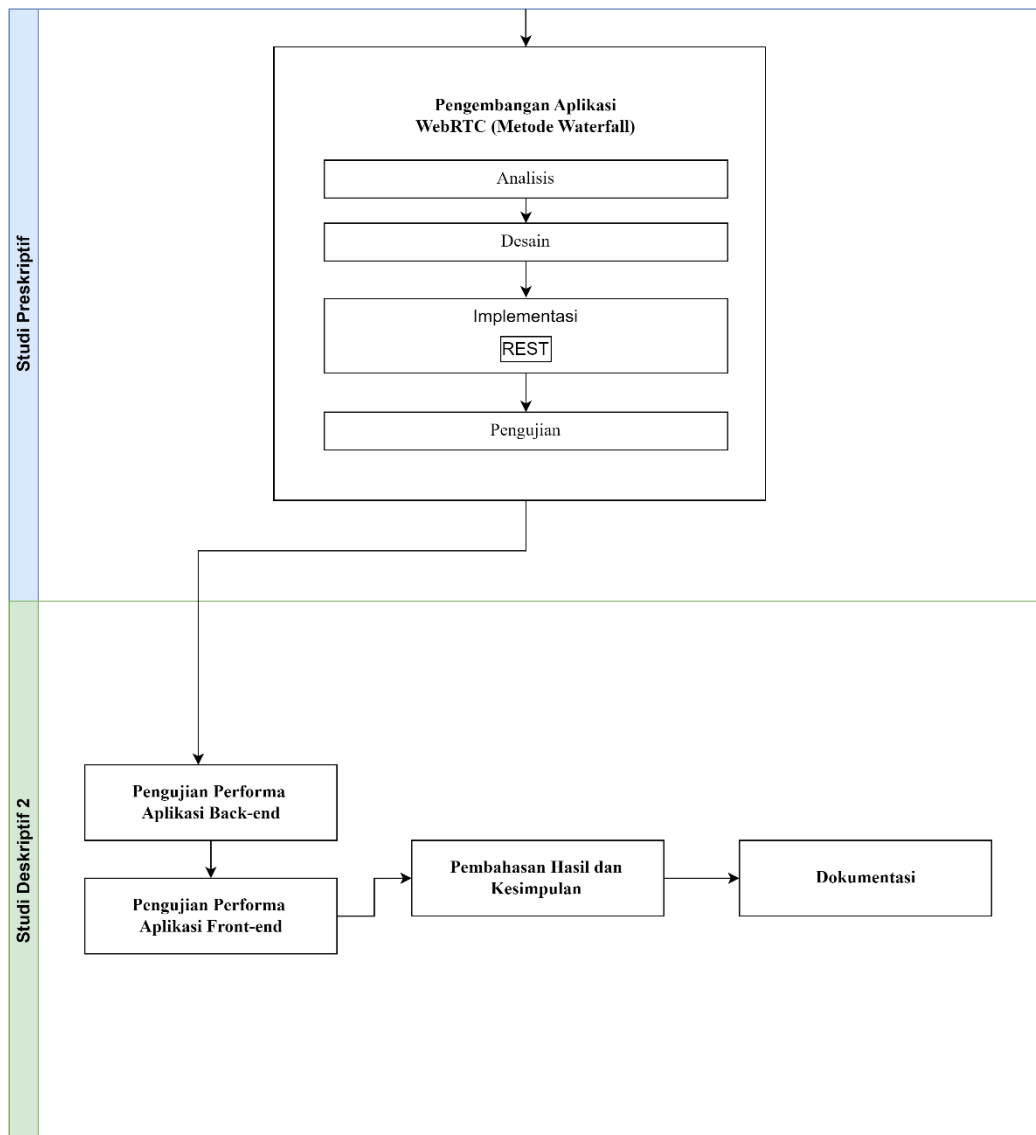 Studi Preskriptif
Pengembangan Aplikasi
WebRTC (Metode Waterfall)
Analisis
Desain
Implementasi
REST
Pengujian
Studi Deskriptif 2
Pengujian Performa
Aplikasi Back-end
Pengujian Performa
Aplikasi Front-end
Pembahasan Hasil dan
Kesimpulan
Dokumentasi